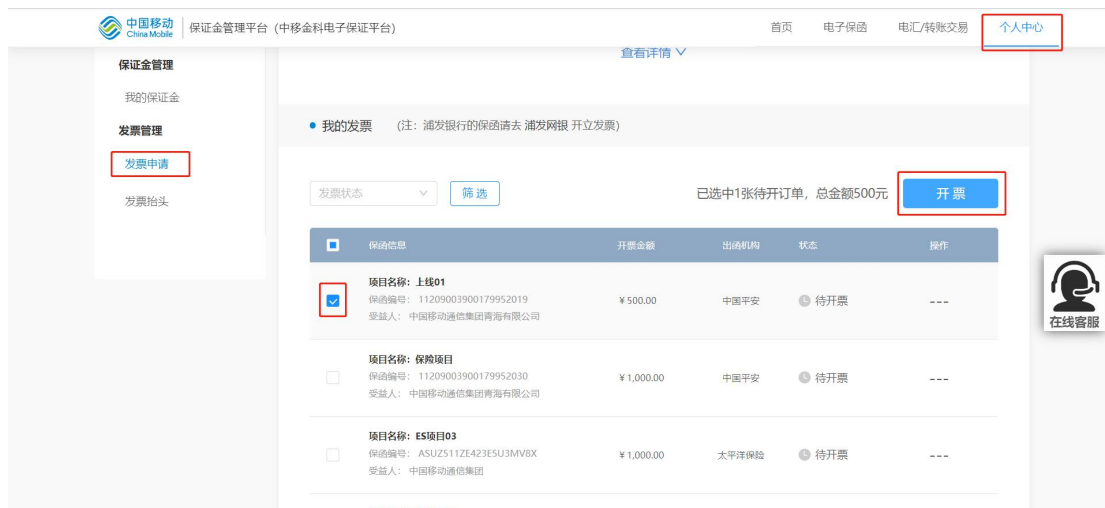 中国移动
China Mobile
保证金管理平台 (中移金科电子保证平台)
首页
电子保函
电汇/转账交易
个人中心
保证金管理
我的保证金
发票管理
发票申请
发票抬头
查看详情
我的发票 (注: 浦发银行的保函请去 浦发网银 开立发票)
发票状态
筛选
已选中1张待开订单, 总金额500元
开票
保函信息
开票金额
出函机构
状态
操作
项目名称: 上线01
保函编号: 11209003900179952019
受益人: 中国移动通信集团青海有限公司
¥ 500.00
中国平安
待开票
---
项目名称: 保险项目
保函编号: 11209003900179952030
受益人: 中国移动通信集团青海有限公司
¥ 1,000.00
中国平安
待开票
---
项目名称: ES项目03
保函编号: ASUZ511ZE423E5U3MV8X
受益人: 中国移动通信集团
¥ 1,000.00
太平洋保险
待开票
---
在线客服